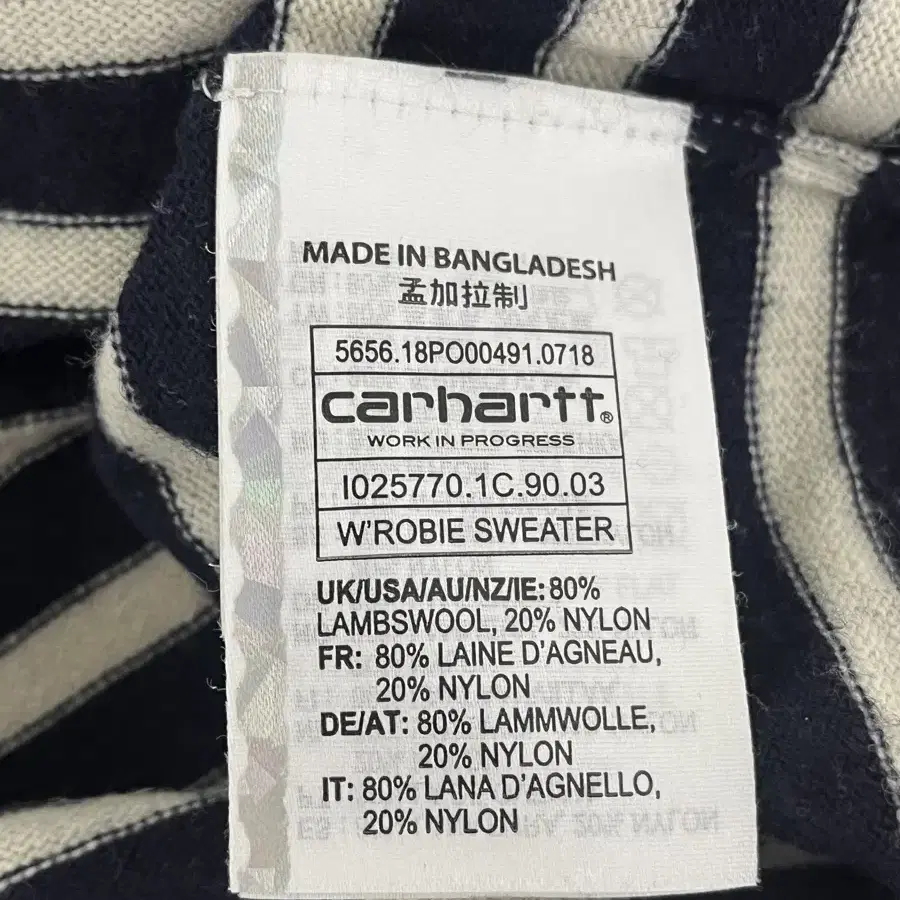 MADE IN BANGLADESH
孟加拉制
5656.18PO00491.0718
carhartt®
WORK IN PROGRESS
I025770.1C.90.03
W'ROBIE SWEATER
UK/USA/AU/NZ/IE: 80%
LAMBSWOOL, 20% NYLON
FR: 80% LAINE D'AGNEAU,
20% NYLON
DE/AT: 80% LAMMWOLLE,
20% NYLON
IT: 80% LANA D'AGNELLO,
20% NYLON